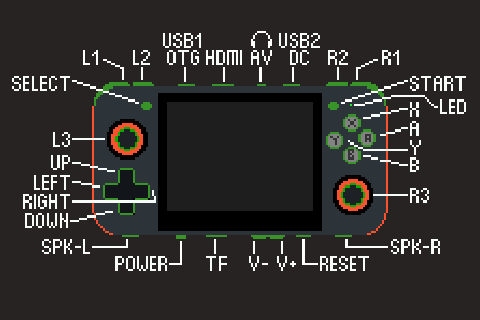 USB1 USB2
L1 L2 OTG HDMI AV DC R2 R1
SELECT START
LED
X
A
L3 Y
UP B
LEFT
RIGHT R3
DOWN
SPK-L SPK-R
POWER TF V- V+ RESET
X
Y